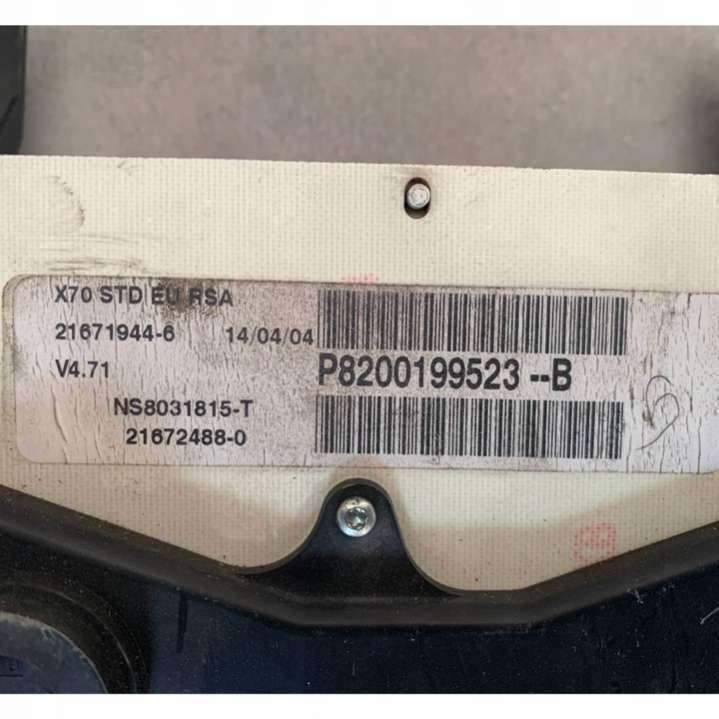 X70 STD EU RSA
21671944-6 14/04/04
V4.71
P8200199523 --B
NS8031815-T
21672488-0